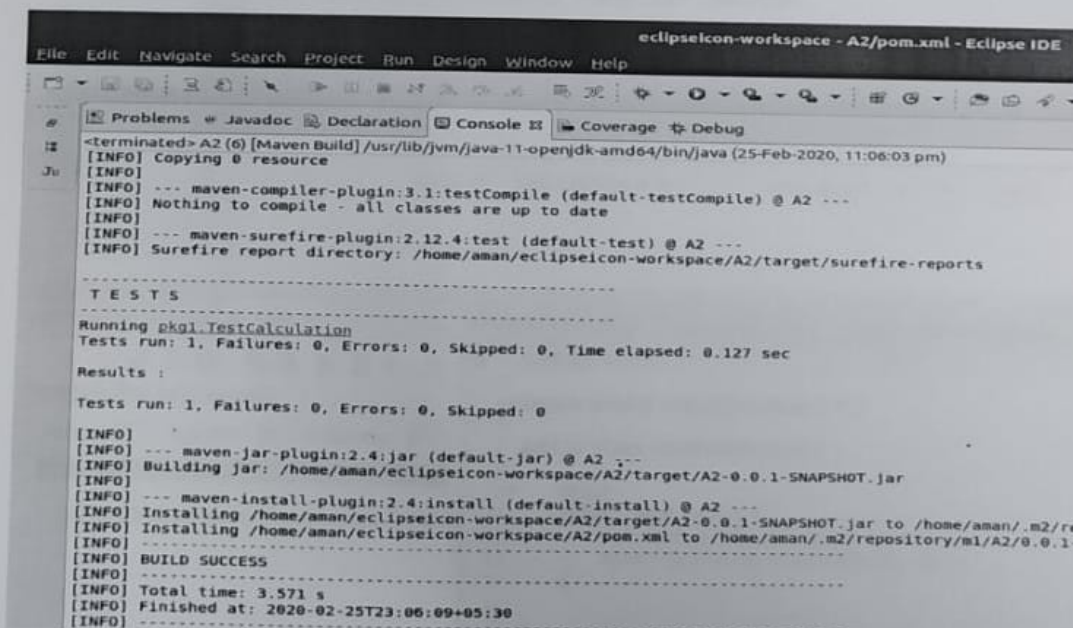 eclipseicon-workspace - A2/pom.xml - Eclipse IDE
File Edit Navigate Search Project Run Design Window Help
Problems Javadoc Declaration Console Coverage Debug
<terminated> A2 (6) [Maven Build] /usr/lib/jvm/java-11-openjdk-amd64/bin/java (25-Feb-2020, 11:06:03 pm)
[INFO] Copying 0 resource
[INFO]
[INFO] --- maven-compiler-plugin:3.1:testCompile (default-testCompile) @ A2 ---
[INFO] Nothing to compile - all classes are up to date
[INFO]
[INFO] --- maven-surefire-plugin:2.12.4:test (default-test) @ A2 ---
[INFO] Surefire report directory: /home/aman/eclipseicon-workspace/A2/target/surefire-reports
-------------------------------------------------------
T E S T S
-------------------------------------------------------
Running pkg1.TestCalculation
Tests run: 1, Failures: 0, Errors: 0, Skipped: 0, Time elapsed: 0.127 sec
Results :
Tests run: 1, Failures: 0, Errors: 0, Skipped: 0
[INFO]
[INFO] --- maven-jar-plugin:2.4:jar (default-jar) @ A2 ---
[INFO] Building jar: /home/aman/eclipseicon-workspace/A2/target/A2-0.0.1-SNAPSHOT.jar
[INFO]
[INFO] --- maven-install-plugin:2.4:install (default-install) @ A2 ---
[INFO] Installing /home/aman/eclipseicon-workspace/A2/target/A2-0.0.1-SNAPSHOT.jar to /home/aman/.m2/re
[INFO] Installing /home/aman/eclipseicon-workspace/A2/pom.xml to /home/aman/.m2/repository/m1/A2/0.0.1-
[INFO] ------------------------------------------------------------------------
[INFO] BUILD SUCCESS
[INFO] ------------------------------------------------------------------------
[INFO] Total time: 3.571 s
[INFO] Finished at: 2020-02-25T23:06:09+05:30
[INFO] ------------------------------------------------------------------------